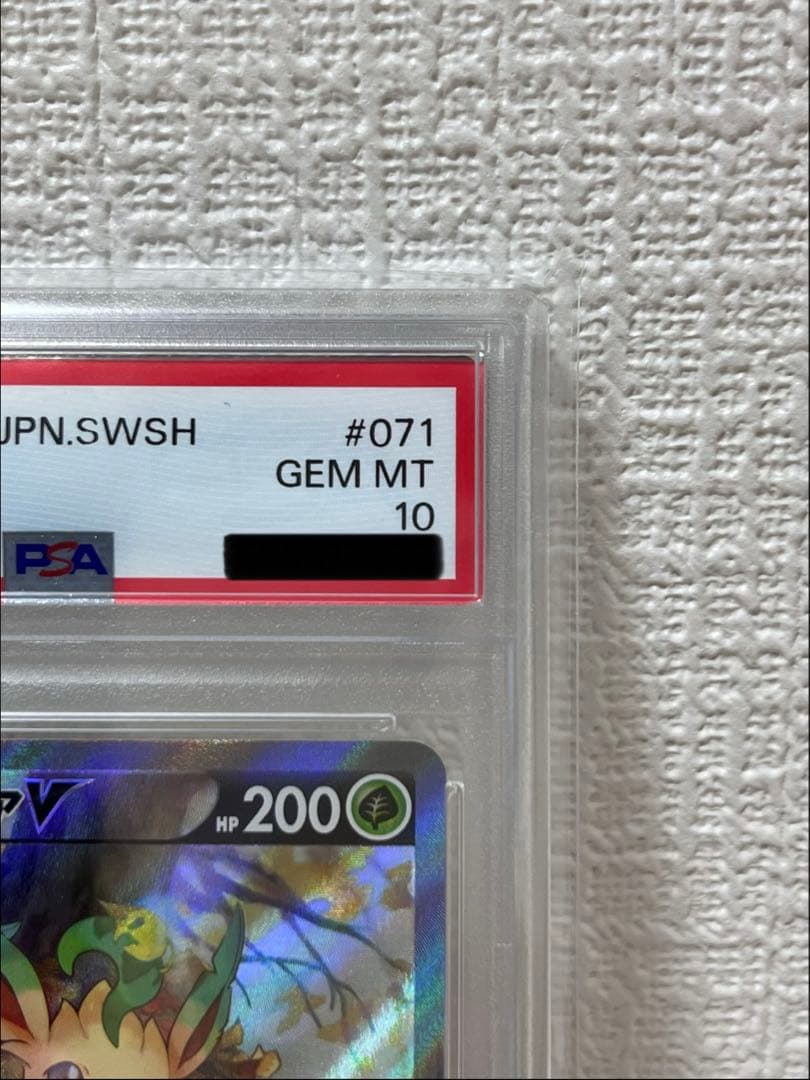 JPN.SWSH #071
GEM MT
10
PSA
V HP 200